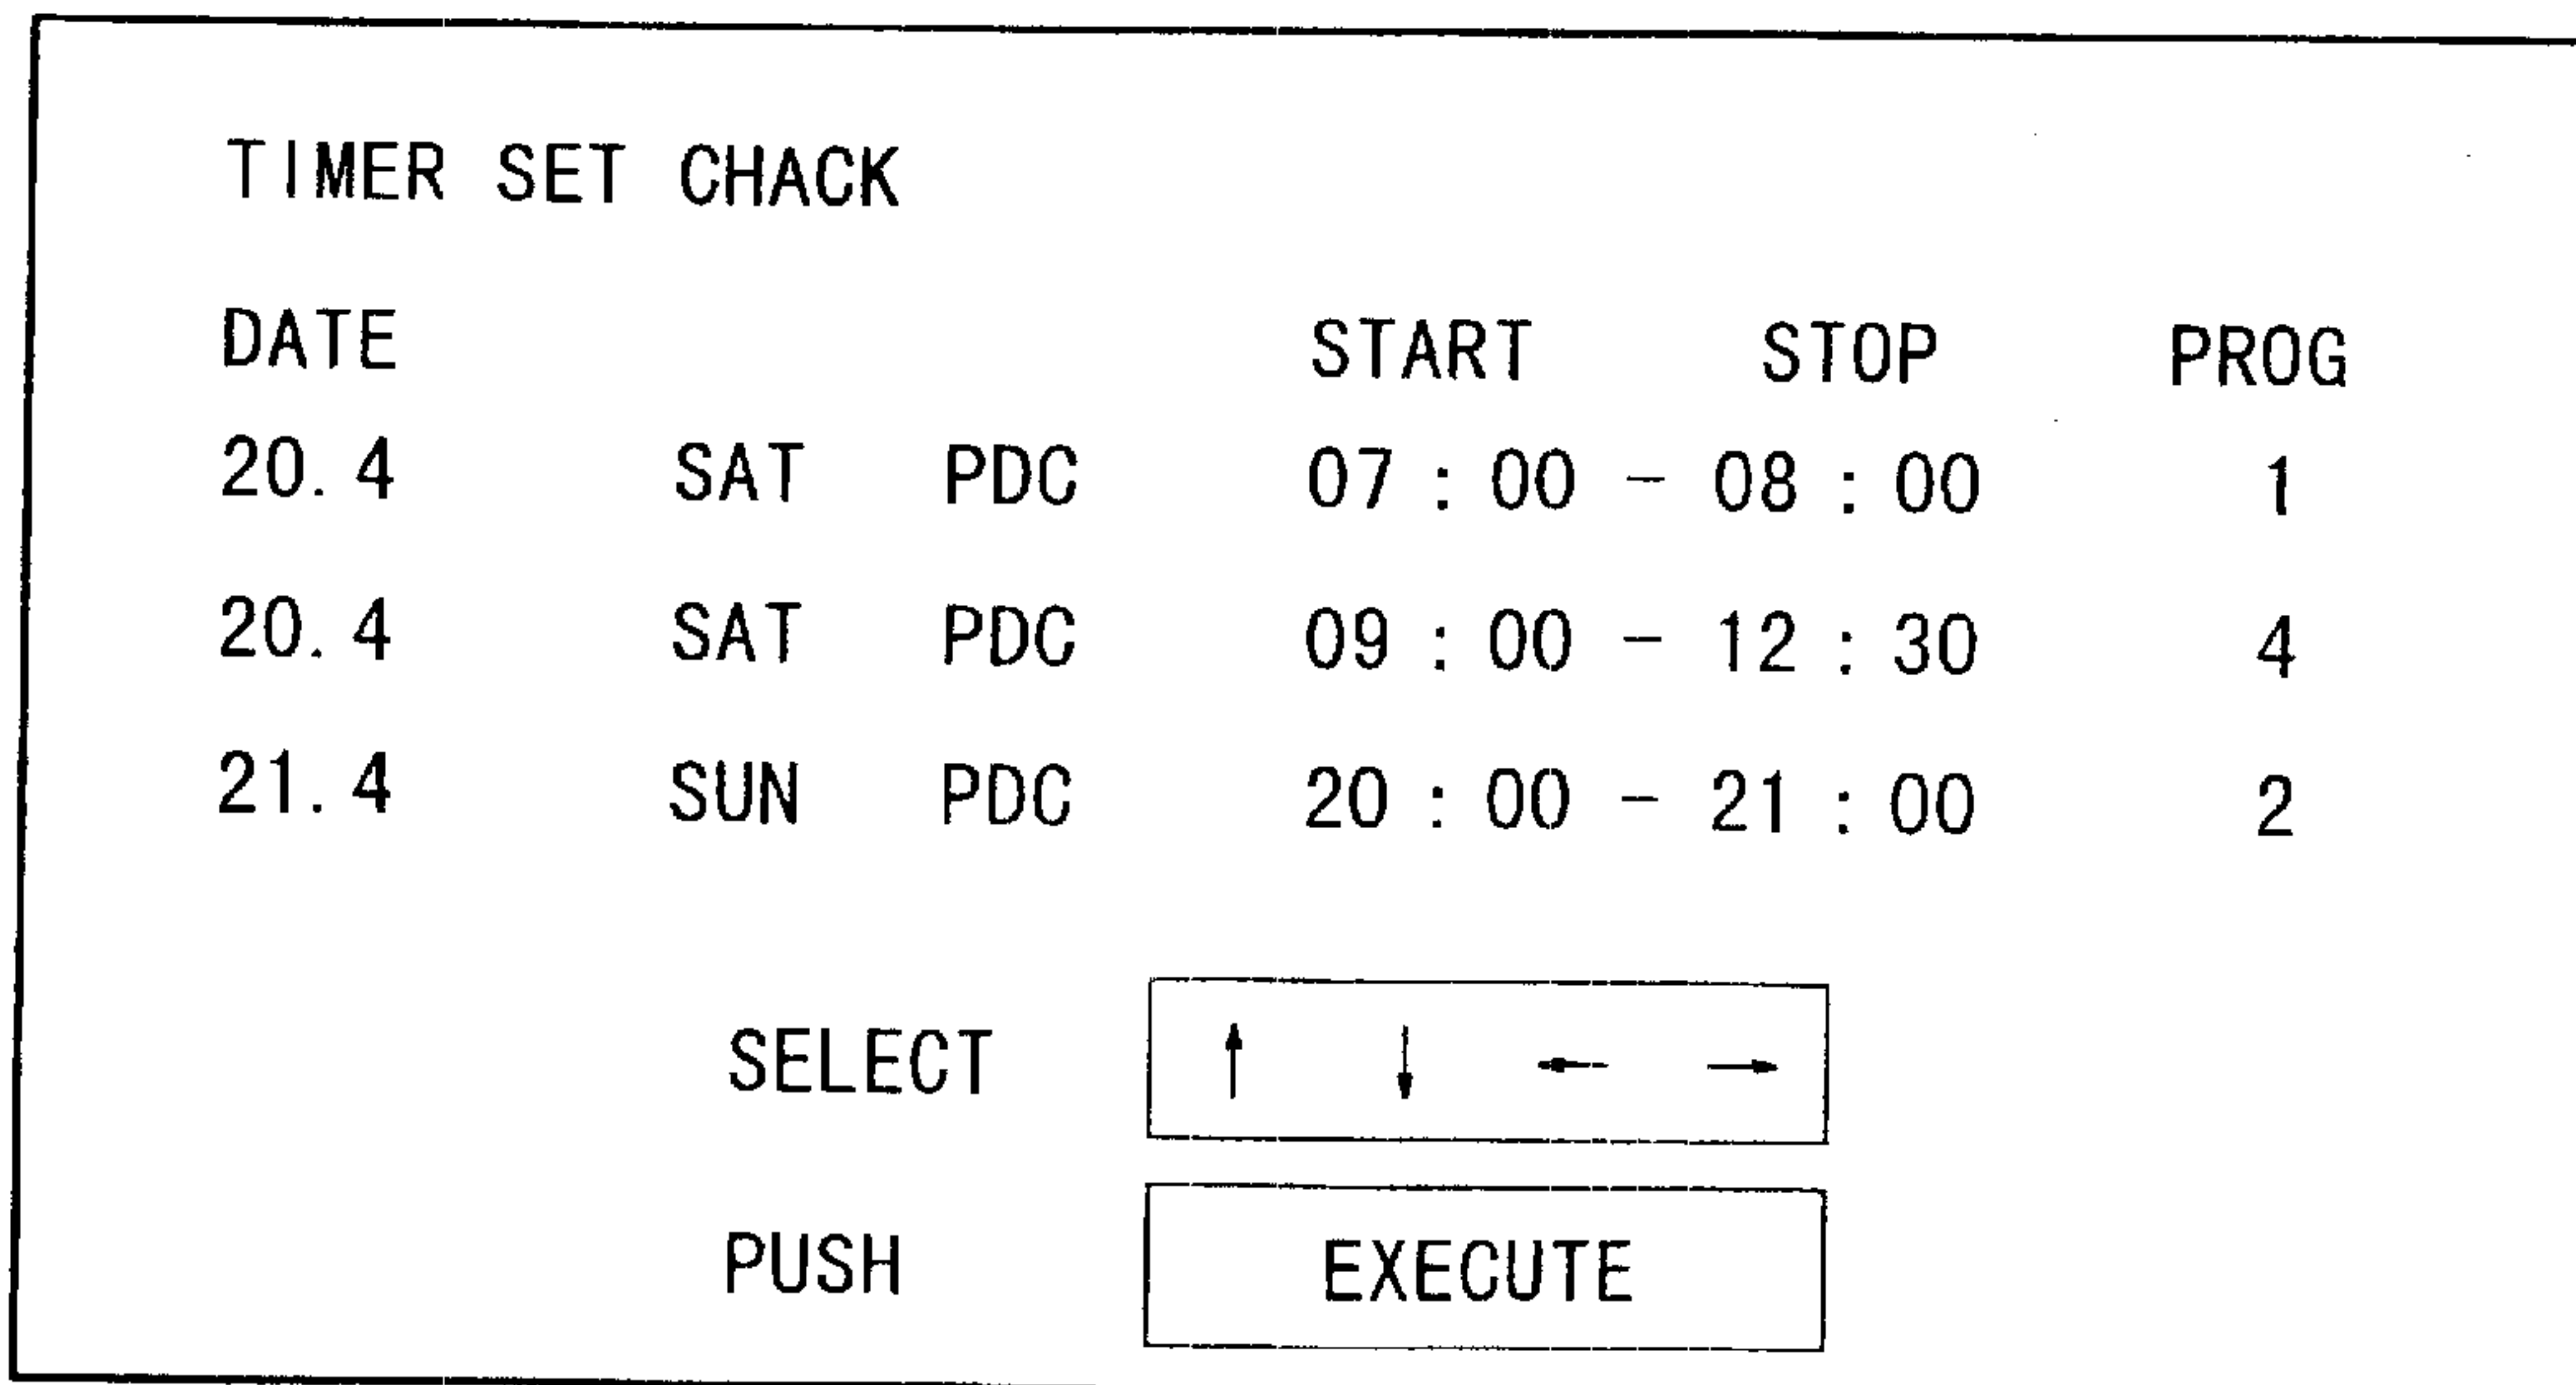 TIMER SET CHACK
DATE START STOP PROG
20.4 SAT PDC 07 : 00 - 08 : 00 1
20.4 SAT PDC 09 : 00 - 12 : 30 4
21.4 SUN PDC 20 : 00 - 21 : 00 2
SELECT ↑ ↓ ← →
PUSH EXECUTE